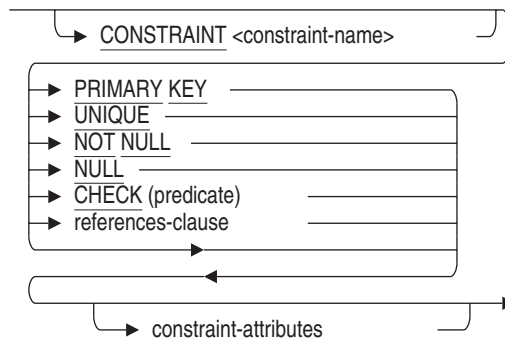 CONSTRAINT <constraint-name>
PRIMARY KEY
UNIQUE
NOT NULL
NULL
CHECK (predicate)
references-clause
constraint-attributes